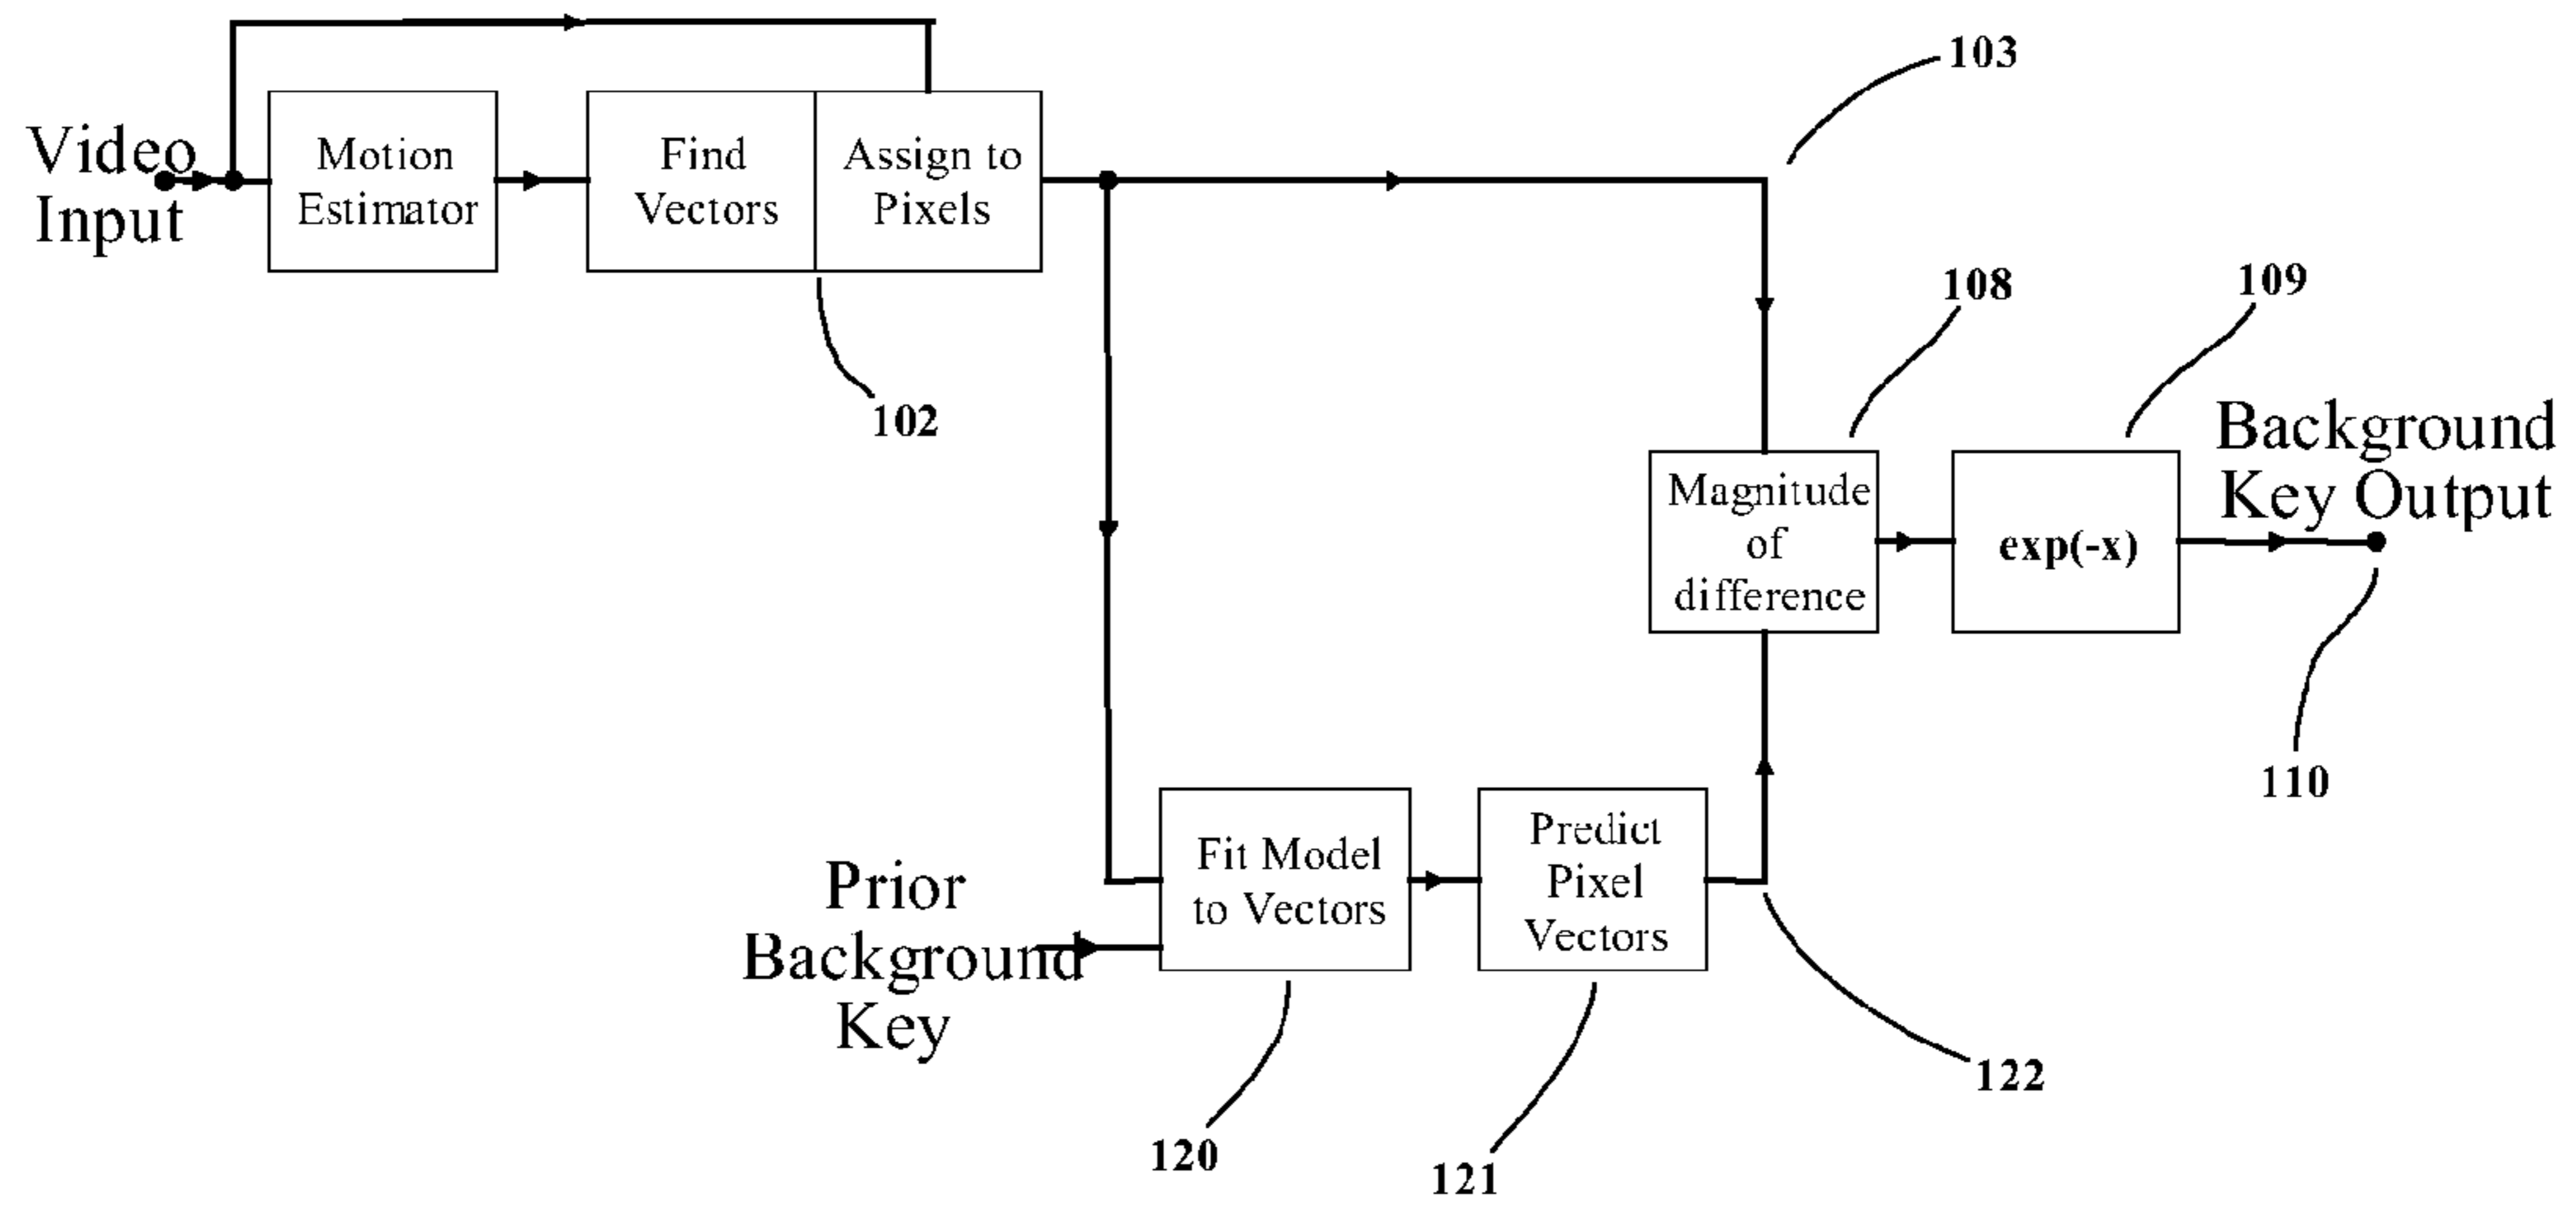 Video
Input
Motion
Estimator
Find
Vectors
Assign to
Pixels
102
103
108
109
Magnitude
of
difference
exp(-x)
Background
Key Output
110
Prior
Background
Key
Fit Model
to Vectors
Predict
Pixel
Vectors
120
121
122